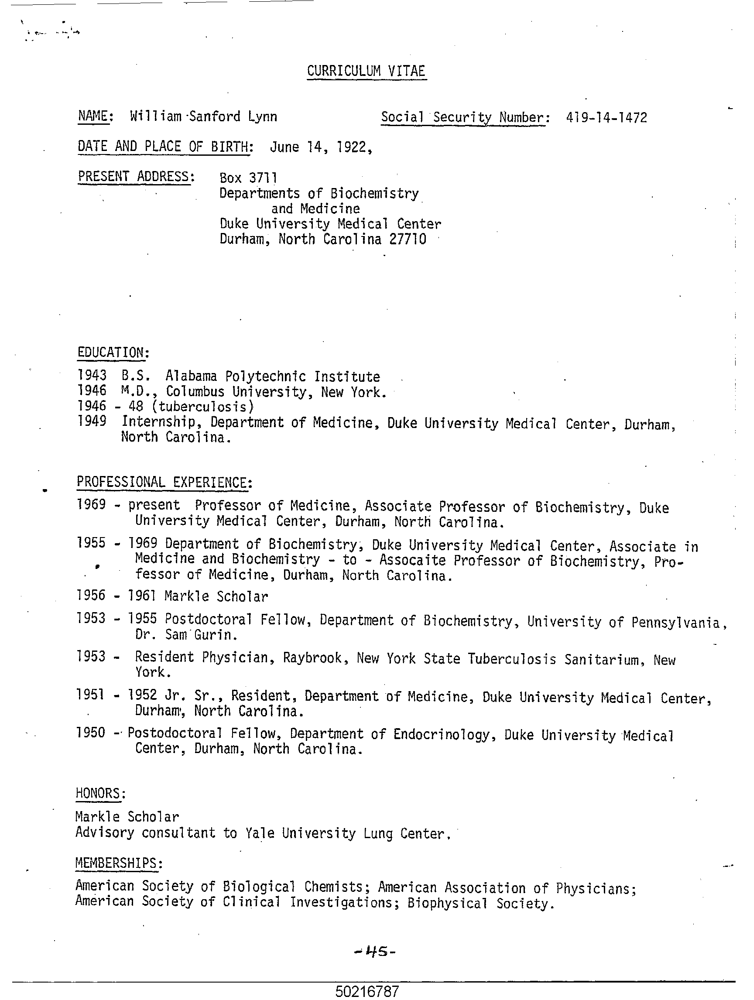 CURRICULUM VITAE
NAME: William Sanford Lynn Social Security Number: 419-14-1472
DATE AND PLACE OF BIRTH: June 14, 1922,
PRESENT ADDRESS: Box 3711
Departments of Biochemistry
and Medicine
Duke University Medical Center
Durham, North Carolina 27710
EDUCATION:
1943 B.S. Alabama Polytechnic Institute
1946 M.D., Columbus University, New York.
1946 - 48 (tuberculosis)
1949 Internship, Department of Medicine, Duke University Medical Center, Durham,
North Carolina.
PROFESSIONAL EXPERIENCE:
1969 - present Professor of Medicine, Associate Professor of Biochemistry, Duke
University Medical Center, Durham, North Carolina.
1955 - 1969 Department of Biochemistry, Duke University Medical Center, Associate in
Medicine and Biochemistry - to - Assocaite Professor of Biochemistry, Pro-
fessor of Medicine, Durham, North Carolina.
1956 - 1961 Markle Scholar
1953 - 1955 Postdoctoral Fellow, Department of Biochemistry, University of Pennsylvania,
Dr. Sam Gurin.
1953 - Resident Physician, Raybrook, New York State Tuberculosis Sanitarium, New
York.
1951 - 1952 Jr. Sr., Resident, Department of Medicine, Duke University Medical Center,
Durham, North Carolina.
1950 - Postodoctoral Fellow, Department of Endocrinology, Duke University Medical
Center, Durham, North Carolina.
HONORS:
Markle Scholar
Advisory consultant to Yale University Lung Center.
MEMBERSHIPS:
American Society of Biological Chemists; American Association of Physicians;
American Society of Clinical Investigations; Biophysical Society.
-45-
50216787